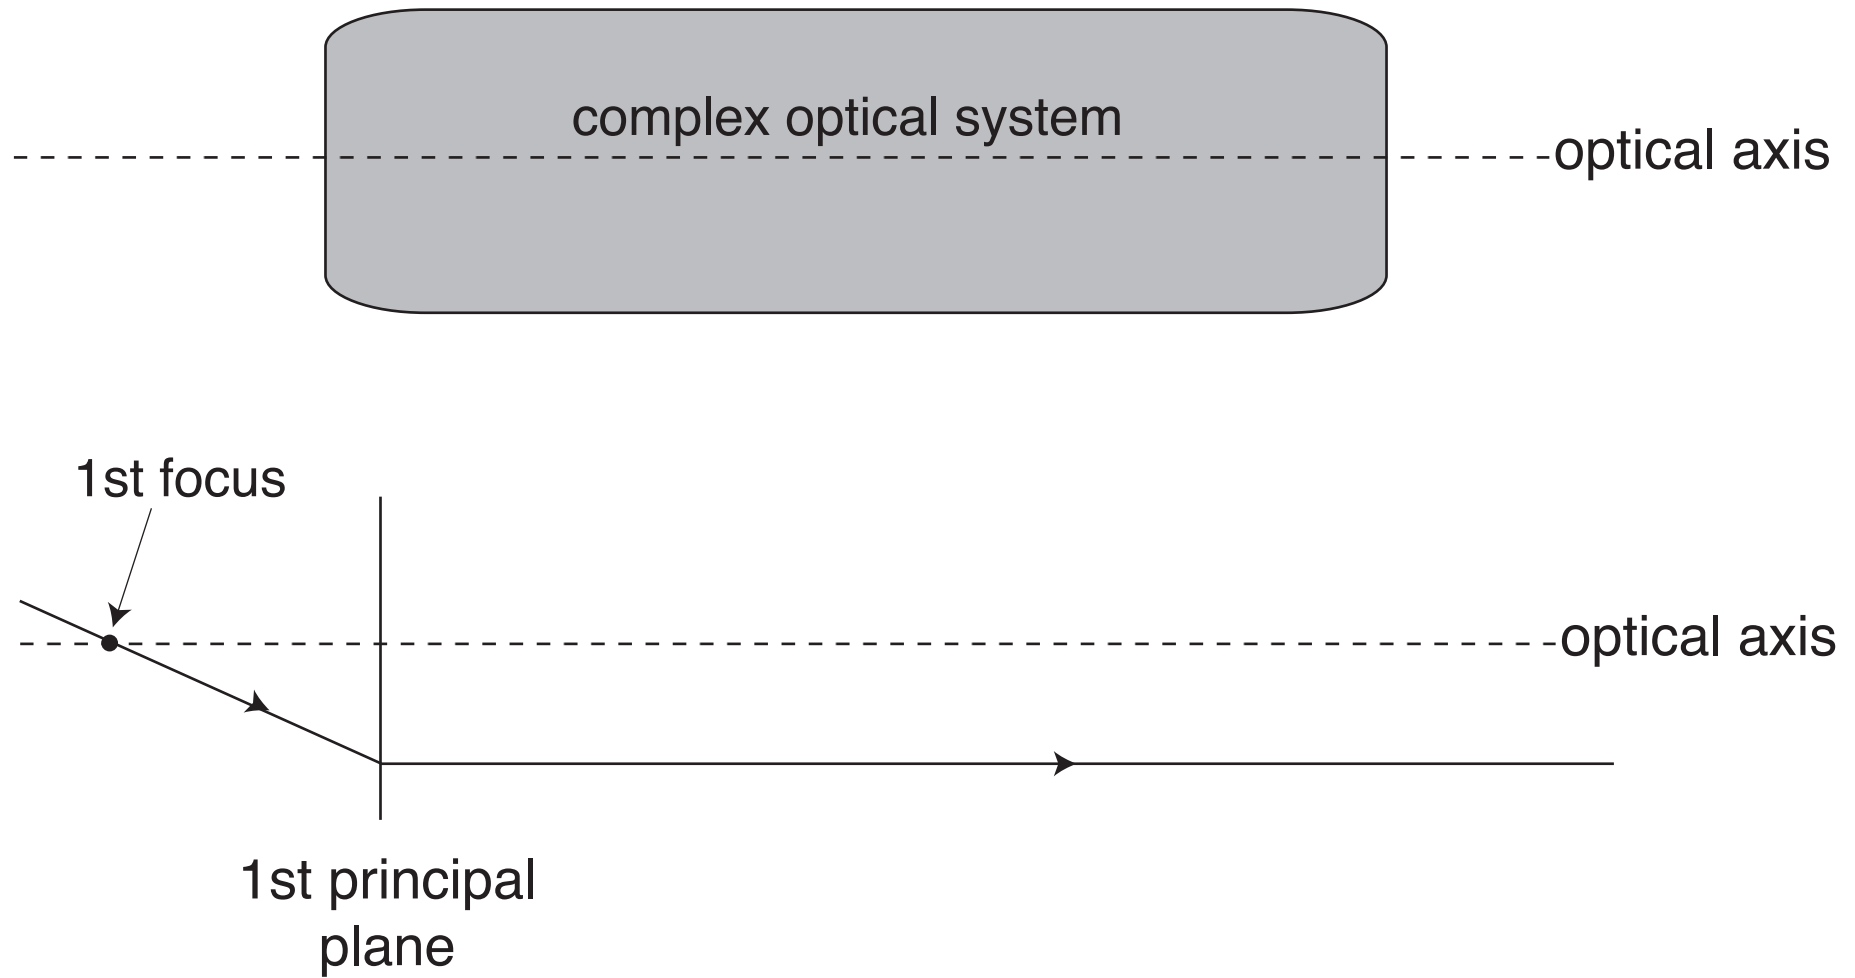 complex optical system
optical axis
1st focus
optical axis
1st principal
plane